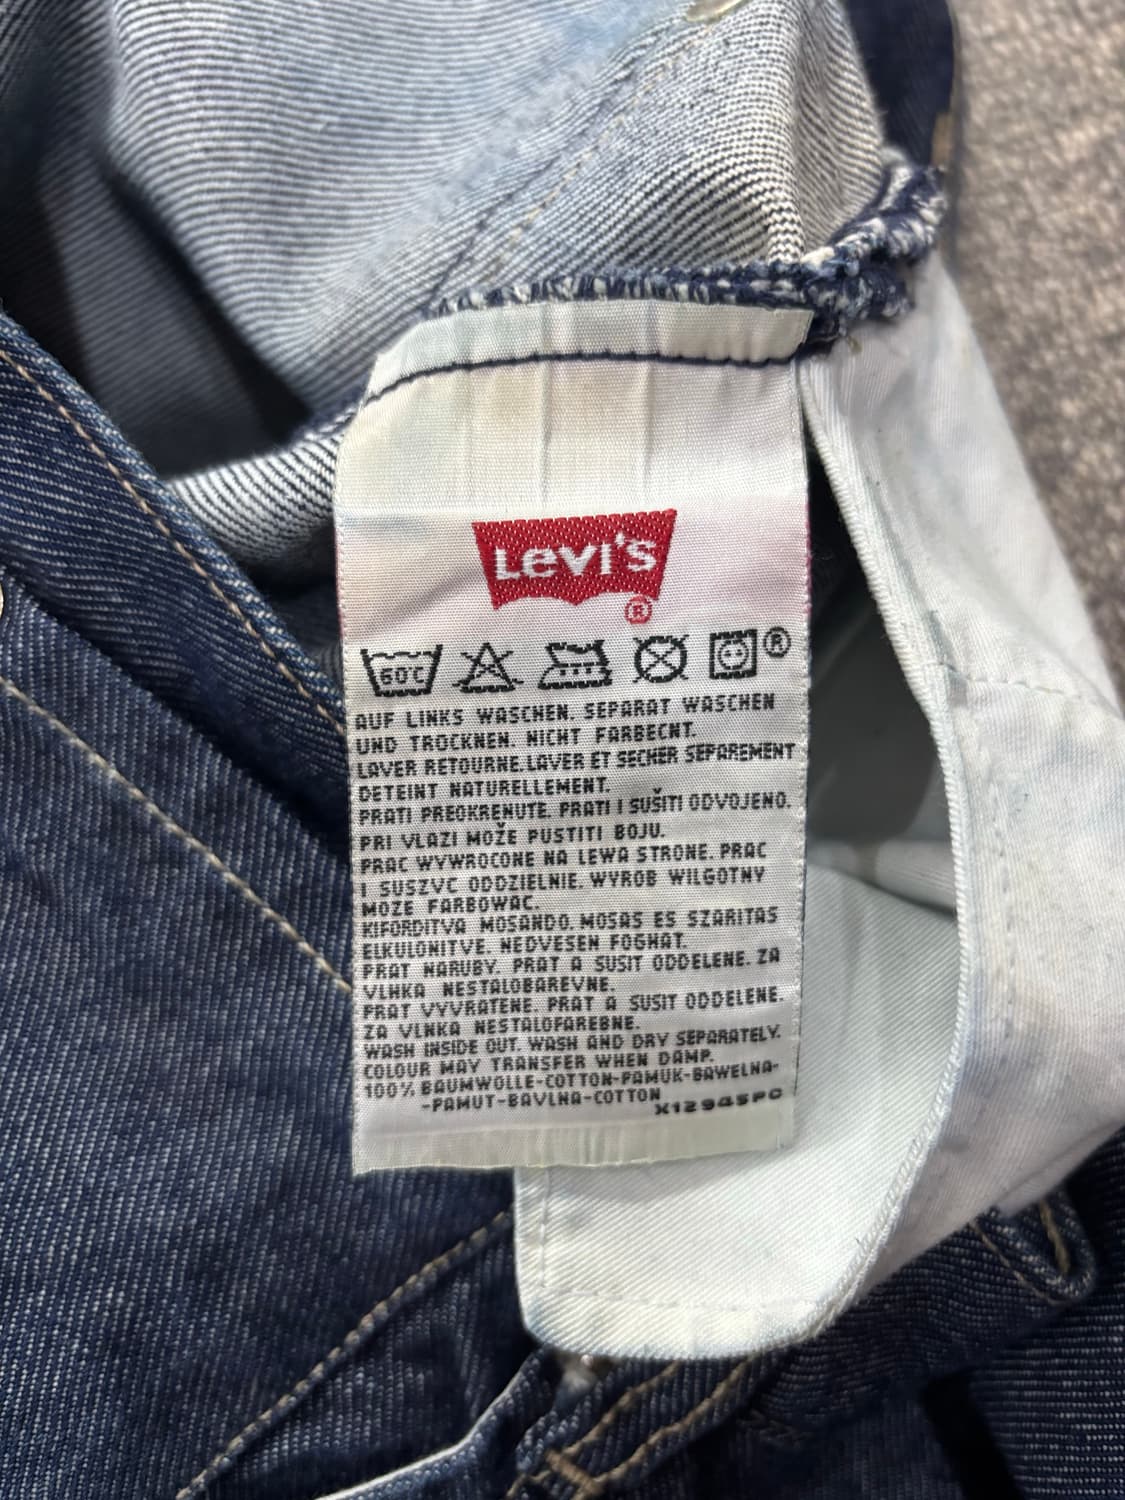 Levi's
®
60°C ®
AUF LINKS WASCHEN. SEPARAT WASCHEN
UND TROCKNEN. NICHT FARBECNT.
LAVER RETOURNE. LAVER ET SECHER SEPAREMENT
DETEINT NATURELLEMENT.
PRATI PREOKRENUTE. PRATI I SUŠITI ODVOJENO.
PRI VLAZI MOŽE PUSTITI BOJU.
PRAC WYWROCONE NA LEWA STRONE. PRAC
I SUSZYC ODDZIELNIE. WYROB WILGOTNY
MOZE FARBOWAC.
KIFORDITVA MOSANDO. MOSAS ES SZARITAS
ELKULONITVE. NEDVESEN FOGHAT.
PRAT NARUBY. PRAT A SUSIT ODDELENE. ZA
VLHKA NESTALOBAREVNE.
PRAT VYVRATENE. PRAT A SUSIT ODDELENE.
ZA VLNKA NESTALOFAREBNE.
WASH INSIDE OUT. WASH AND DRY SEPARATELY.
COLOUR MAY TRANSFER WHEN DAMP.
100% BAUMWOLLE-COTTON-PAMUK-BAWELNA-
-PAMUT-BAVLNA-COTTON
X12945PC